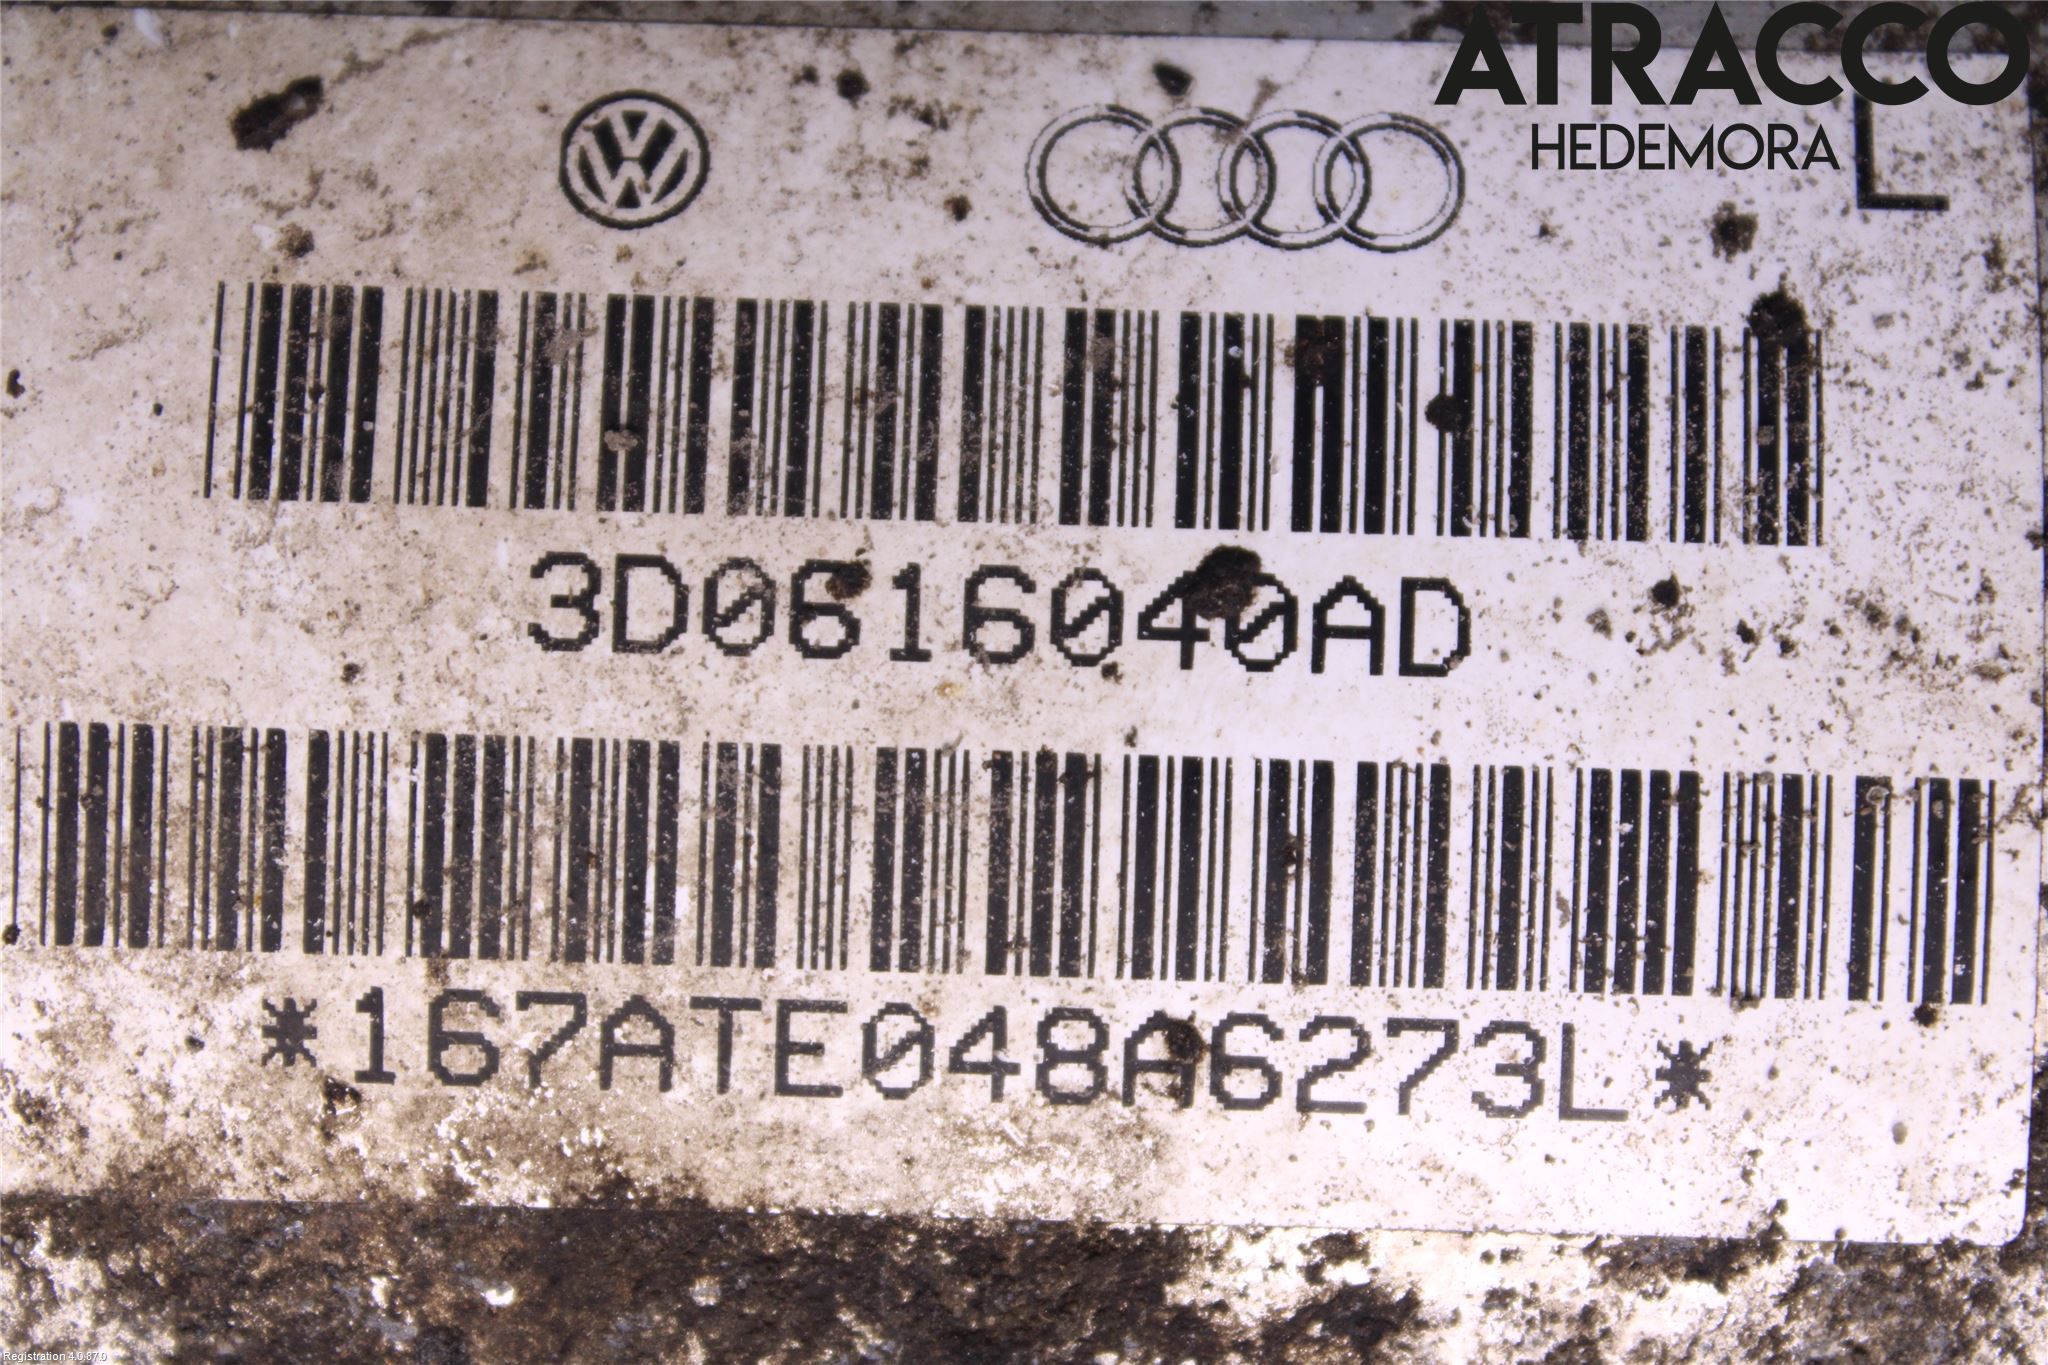 ATRACCO
HEDEMORA
L
3D0616040AD
*167ATE048A6273L*
Registration 4.0.87.0